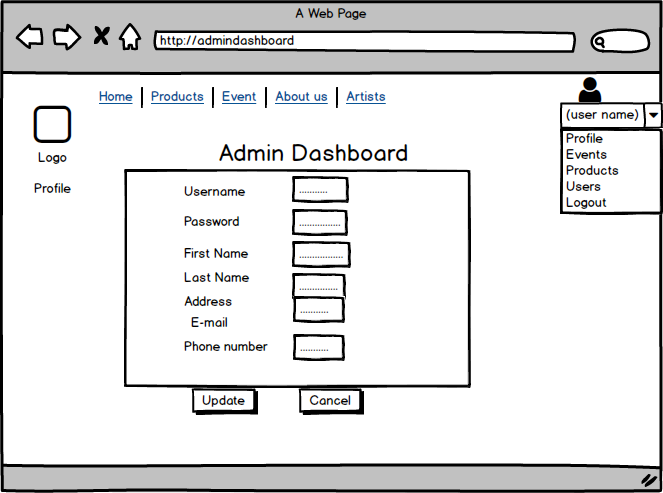 A Web Page
http://admindashboard
Home Products Event About us Artists
(user name)
Profile
Events
Products
Users
Logout
Logo
Profile
Admin Dashboard
Username ............
Password .................
First Name ..................
Last Name ................
Address
E-mail ............
Phone number ............
Update Cancel